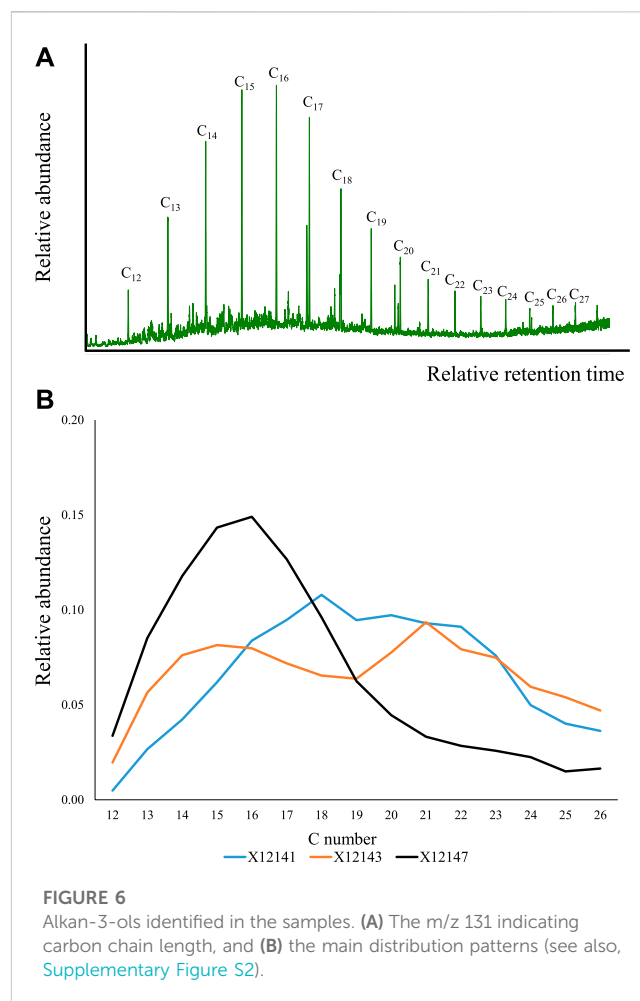 A
Relative abundance
C12
C13
C14
C15
C16
C17
C18
C19
C20
C21
C22
C23
C24
C25
C26
C27
Relative retention time
B
0.20
0.15
0.10
0.05
0.00
Relative abundance
12 13 14 15 16 17 18 19 20 21 22 23 24 25 26
C number
X12141 X12143 X12147
FIGURE 6
Alkan-3-ols identified in the samples. (A) The m/z 131 indicating
carbon chain length, and (B) the main distribution patterns (see also,
Supplementary Figure S2).